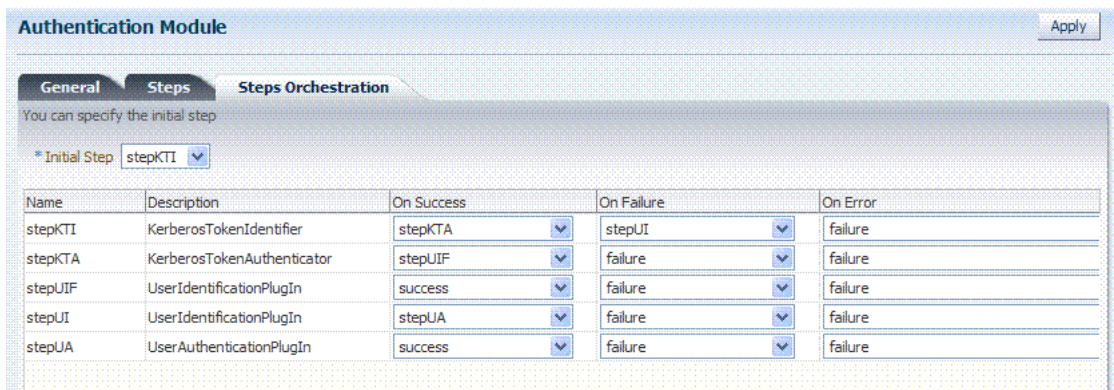 Authentication Module
Apply
General Steps Steps Orchestration
You can specify the initial step
* Initial Step stepKTI
Name Description On Success On Failure On Error
stepKTI KerberosTokenIdentifier stepKTA stepUI failure
stepKTA KerberosTokenAuthenticator stepUIF failure failure
stepUIF UserIdentificationPlugIn success failure failure
stepUI UserIdentificationPlugIn stepUA failure failure
stepUA UserAuthenticationPlugIn success failure failure